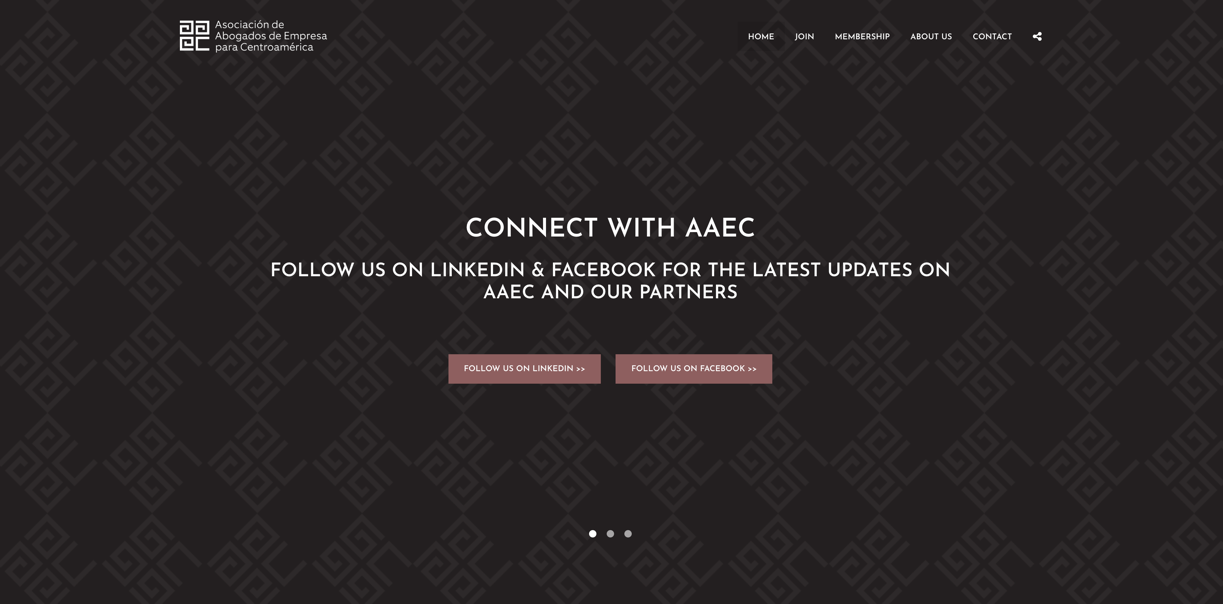 Asociación de
Abogados de Empresa
para Centroamérica
HOME JOIN MEMBERSHIP ABOUT US CONTACT
CONNECT WITH AAEC
FOLLOW US ON LINKEDIN & FACEBOOK FOR THE LATEST UPDATES ON
AAEC AND OUR PARTNERS
FOLLOW US ON LINKEDIN >> FOLLOW US ON FACEBOOK >>